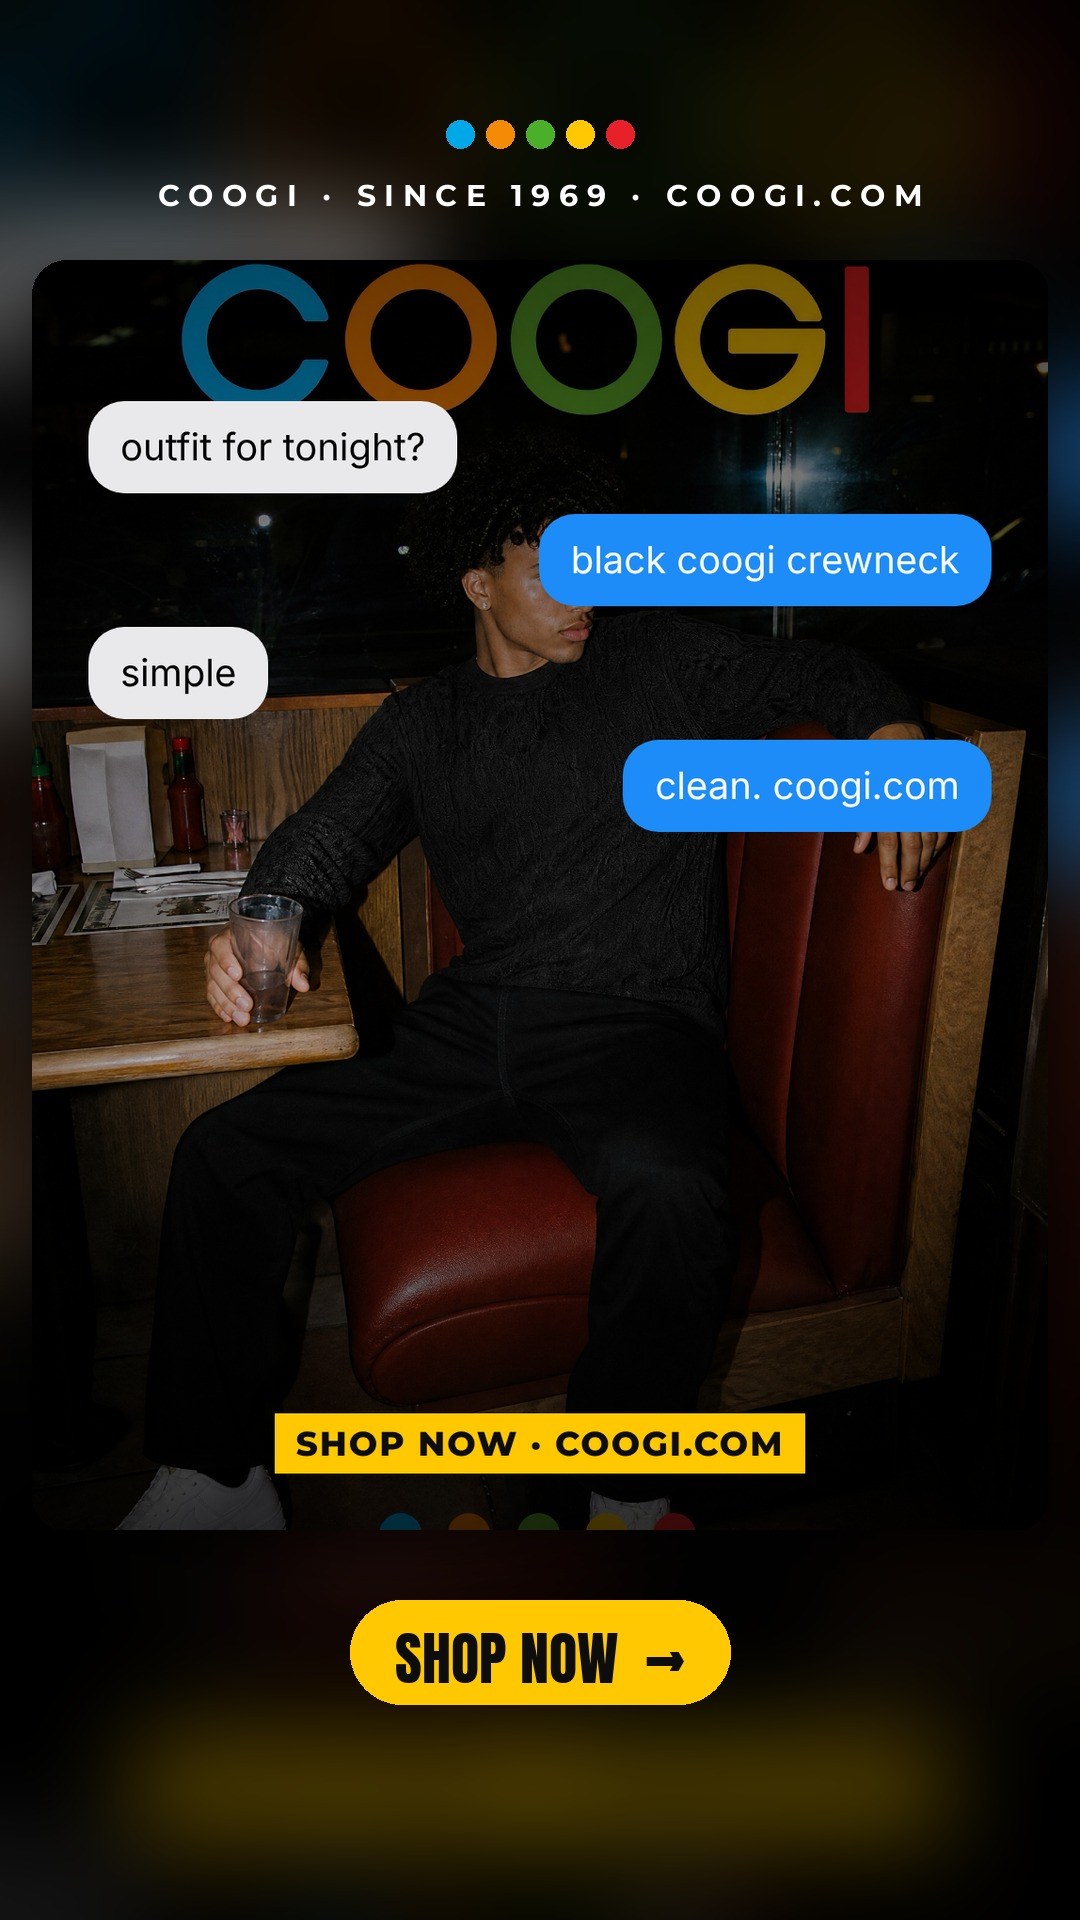 COOGI · SINCE 1969 · COOGI.COM
COOGI
outfit for tonight?
black coogi crewneck
simple
clean. coogi.com
SHOP NOW · COOGI.COM
SHOP NOW →